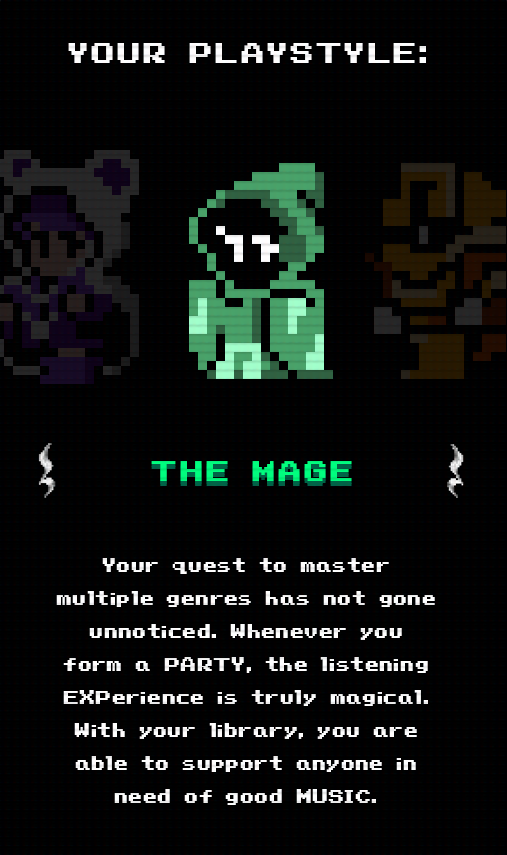 YOUR PLAYSTYLE:
THE MAGE
Your quest to master
multiple genres has not gone
unnoticed. Whenever you
form a PARTY, the listening
EXPerience is truly magical.
With your library, you are
able to support anyone in
need of good MUSIC.